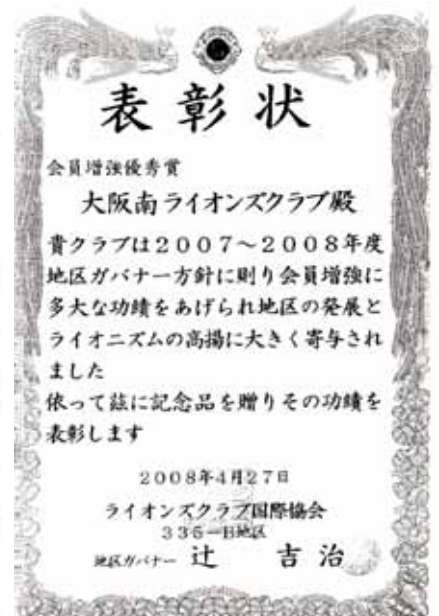 表彰状
会員増強優秀賞
大阪南ライオンズクラブ殿
貴クラブは2007～2008年度
地区ガバナー方針に則り会員増強に
多大な功績をあげられ地区の発展と
ライオニズムの高揚に大きく寄与され
ました
依って茲に記念品を贈りその功績を
表彰します
2008年4月27日
ライオンズクラブ国際協会
335－B地区
地区ガバナー 辻 吉治